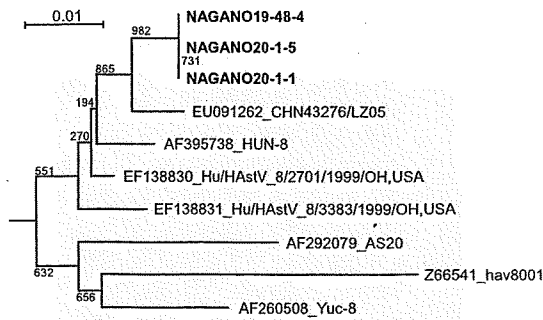 0.01
NAGANO19-48-4
982
NAGANO20-1-5
731
NAGANO20-1-1
865
EU091262_CHN43276/LZ05
194
AF395738_HUN-8
270
EF138830_Hu/HAstV_8/2701/1999/OH,USA
551
EF138831_Hu/HAstV_8/3383/1999/OH,USA
AF292079_AS20
632
Z66541_hav8001
656
AF260508_Yuc-8